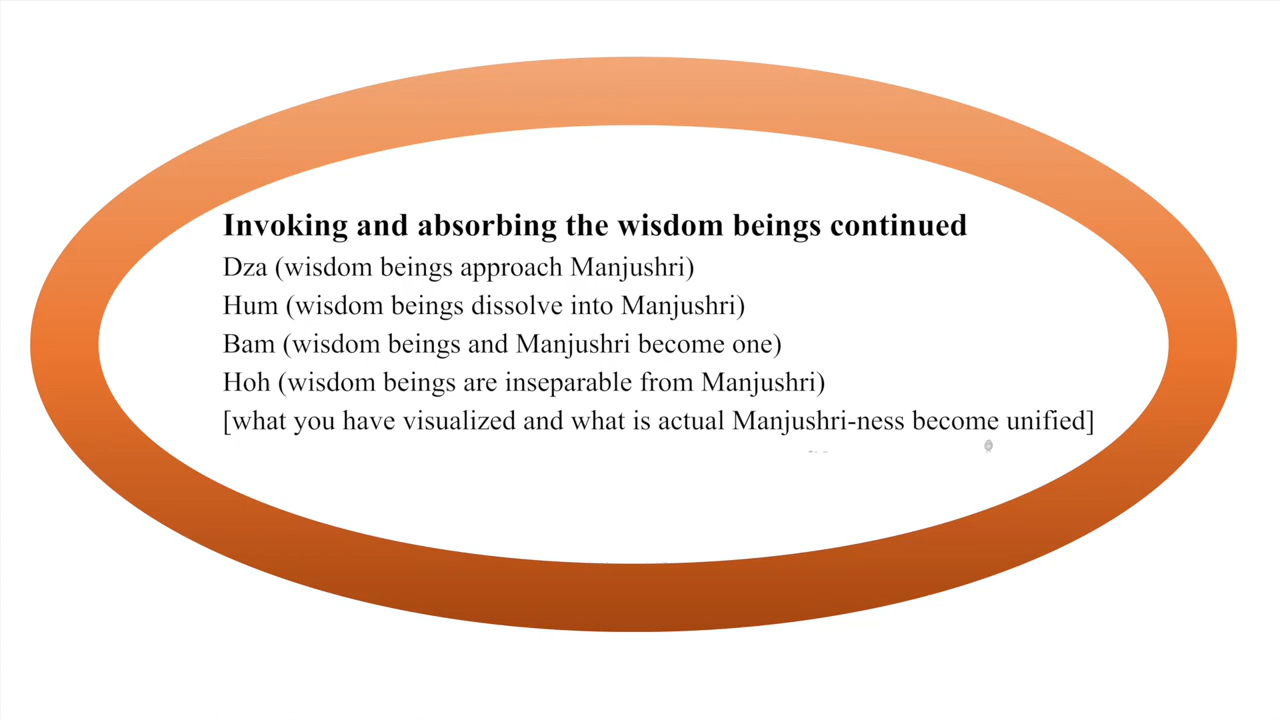 Invoking and absorbing the wisdom beings continued
Dza (wisdom beings approach Manjushri)
Hum (wisdom beings dissolve into Manjushri)
Bam (wisdom beings and Manjushri become one)
Hoh (wisdom beings are inseparable from Manjushri)
[what you have visualized and what is actual Manjushri-ness become unified]